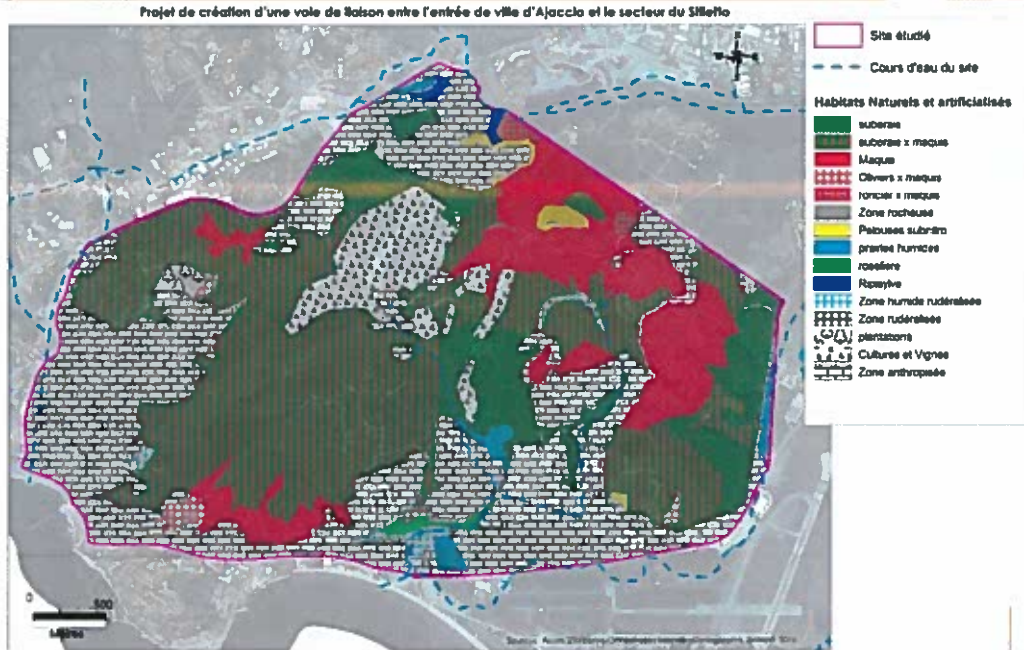 Projet de création d'une voie de liaison entre l'entrée de ville d'Ajaccio et le secteur du Stiletto
Site étudié
Cours d'eau du site
Habitats Naturels et artificialisés
suberaie
suberaie x maquis
Maquis
Oliviers x maquis
roncier x maquis
Zone rocheuse
Pelouses subnitro
prairies humides
roselière
Ripisylve
Zone humide rudéralisée
Zone rudéralisée
plantations
Cultures et Vignes
Zone anthropisée
0 500
Mètres
Sources